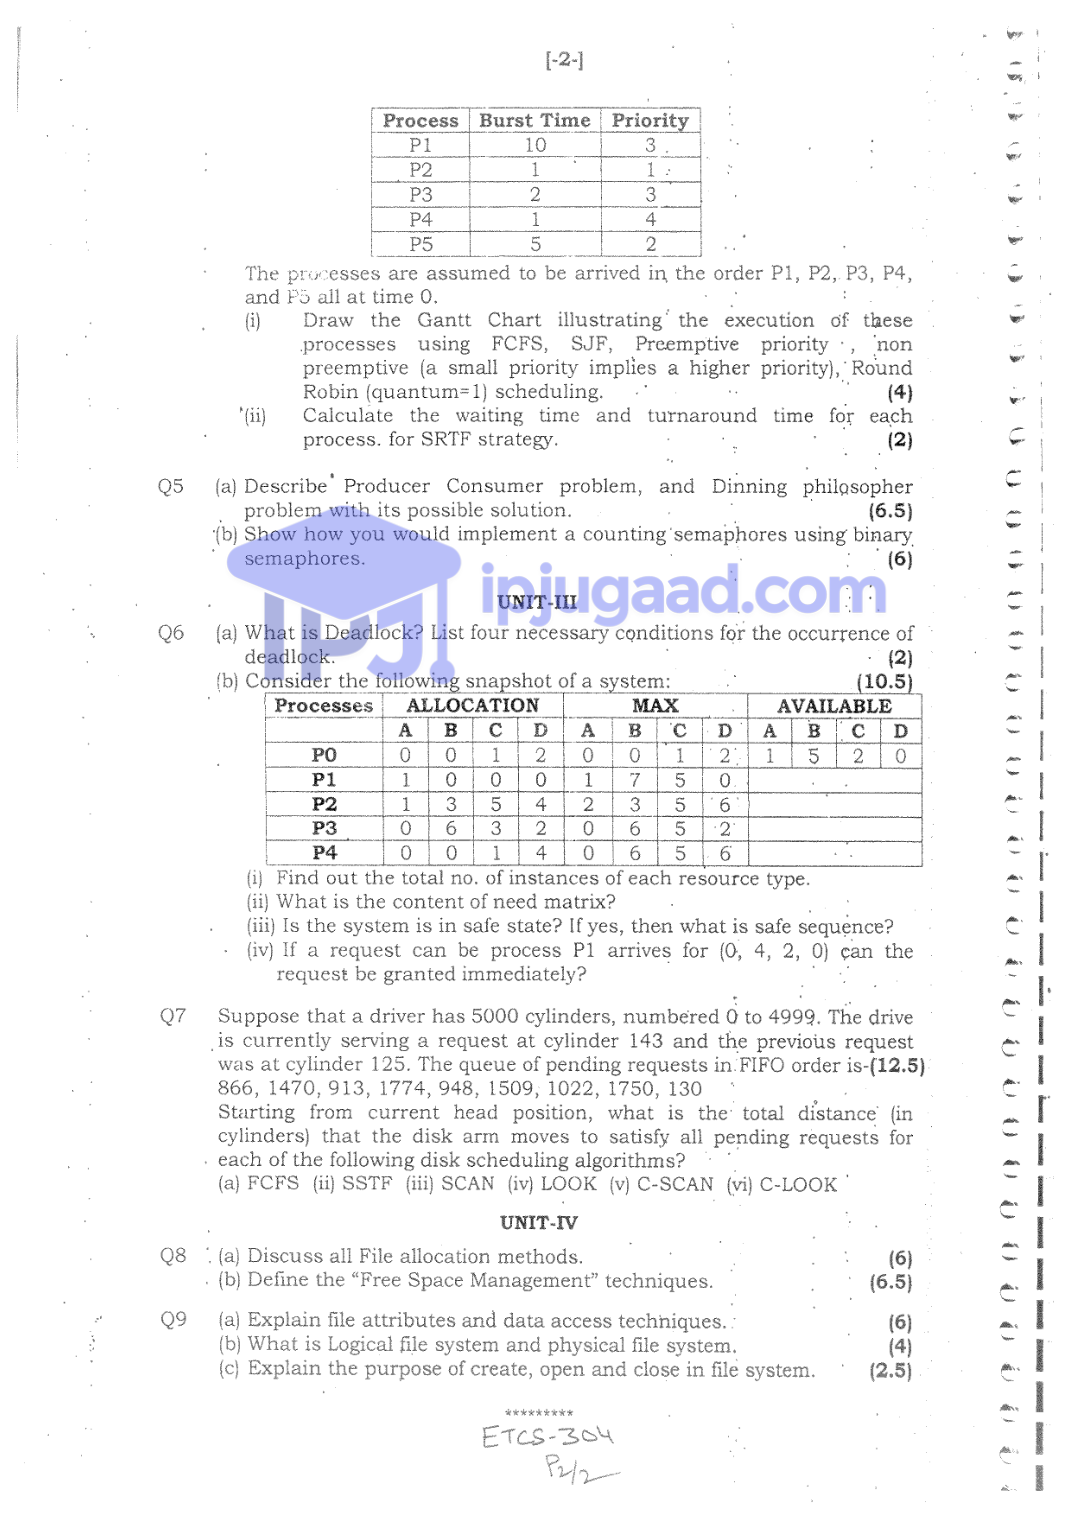 [-2-]
Process Burst Time Priority
P1 10 3
P2 1 1
P3 2 3
P4 1 4
P5 5 2
The processes are assumed to be arrived in the order P1, P2, P3, P4,
and P5 all at time 0.
(i) Draw the Gantt Chart illustrating the execution of these
processes using FCFS, SJF, Preemptive priority , non
preemptive (a small priority implies a higher priority), Round
Robin (quantum=1) scheduling. (4)
(ii) Calculate the waiting time and turnaround time for each
process. for SRTF strategy. (2)
Q5 (a) Describe Producer Consumer problem, and Dinning philosopher
problem with its possible solution. (6.5)
(b) Show how you would implement a counting semaphores using binary
semaphores. (6)
IPJ ipjugaad.com
UNIT-III
Q6 (a) What is Deadlock? List four necessary conditions for the occurrence of
deadlock. (2)
(b) Consider the following snapshot of a system: (10.5)
Processes ALLOCATION MAX AVAILABLE
A B C D A B C D A B C D
P0 0 0 1 2 0 0 1 2 1 5 2 0
P1 1 0 0 0 1 7 5 0
P2 1 3 5 4 2 3 5 6
P3 0 6 3 2 0 6 5 2
P4 0 0 1 4 0 6 5 6
(i) Find out the total no. of instances of each resource type.
(ii) What is the content of need matrix?
(iii) Is the system is in safe state? If yes, then what is safe sequence?
(iv) If a request can be process P1 arrives for (0, 4, 2, 0) can the
request be granted immediately?
Q7 Suppose that a driver has 5000 cylinders, numbered 0 to 4999. The drive
is currently serving a request at cylinder 143 and the previous request
was at cylinder 125. The queue of pending requests in FIFO order is-(12.5)
866, 1470, 913, 1774, 948, 1509, 1022, 1750, 130
Starting from current head position, what is the total distance (in
cylinders) that the disk arm moves to satisfy all pending requests for
each of the following disk scheduling algorithms?
(a) FCFS (ii) SSTF (iii) SCAN (iv) LOOK (v) C-SCAN (vi) C-LOOK
UNIT-IV
Q8 (a) Discuss all File allocation methods. (6)
(b) Define the "Free Space Management" techniques. (6.5)
Q9 (a) Explain file attributes and data access techniques. (6)
(b) What is Logical file system and physical file system. (4)
(c) Explain the purpose of create, open and close in file system. (2.5)
*********
ETCS-304
P2/2